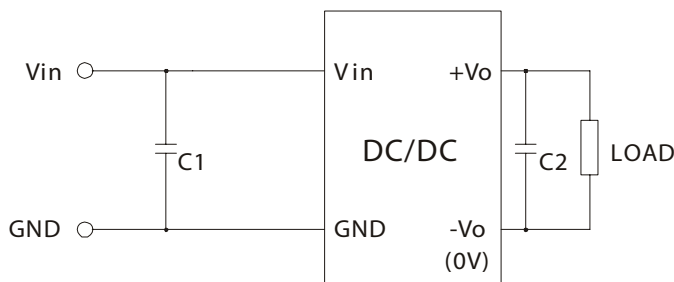 Vin
Vin
+Vo
C1
DC/DC
C2
LOAD
GND
GND
-Vo
(0V)